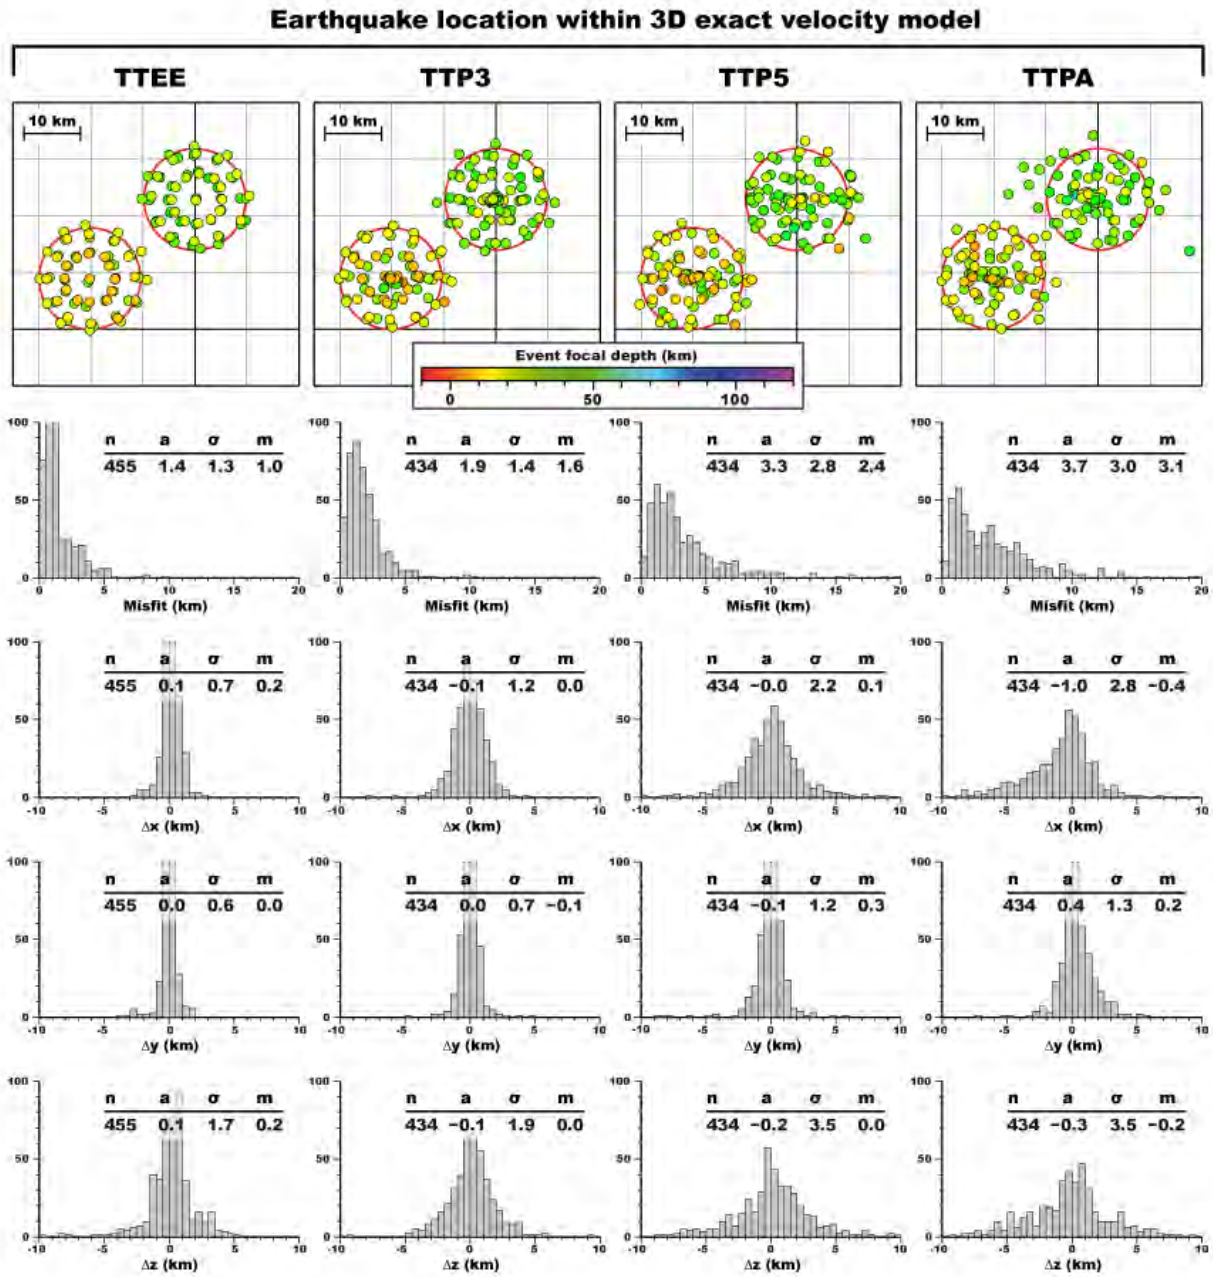 Earthquake location within 3D exact velocity model
TTEE TTP3 TTP5 TTPA
10 km 10 km 10 km 10 km
Event focal depth (km)
0 50 100
100 100 100 100
n a σ m n a σ m n a σ m n a σ m
455 1.4 1.3 1.0 434 1.9 1.4 1.6 434 3.3 2.8 2.4 434 3.7 3.0 3.1
50 50 50 50
0 0 0 0
0 5 10 15 20 0 5 10 15 20 0 5 10 15 20 0 5 10 15 20
Misfit (km) Misfit (km) Misfit (km) Misfit (km)
100 100 100 100
n a σ m n a σ m n a σ m n a σ m
455 0.1 0.7 0.2 434 −0.1 1.2 0.0 434 −0.0 2.2 0.1 434 −1.0 2.8 −0.4
50 50 50 50
0 0 0 0
-10 -5 0 5 10 -10 -5 0 5 10 -10 -5 0 5 10 -10 -5 0 5 10
Δx (km) Δx (km) Δx (km) Δx (km)
100 100 100 100
n a σ m n a σ m n a σ m n a σ m
455 0.0 0.6 0.0 434 0.0 0.7 −0.1 434 −0.1 1.2 0.3 434 0.4 1.3 0.2
50 50 50 50
0 0 0 0
-10 -5 0 5 10 -10 -5 0 5 10 -10 -5 0 5 10 -10 -5 0 5 10
Δy (km) Δy (km) Δy (km) Δy (km)
100 100 100 100
n a σ m n a σ m n a σ m n a σ m
455 0.1 1.7 0.2 434 −0.1 1.9 0.0 434 −0.2 3.5 0.0 434 −0.3 3.5 −0.2
50 50 50 50
0 0 0 0
-10 -5 0 5 10 -10 -5 0 5 10 -10 -5 0 5 10 -10 -5 0 5 10
Δz (km) Δz (km) Δz (km) Δz (km)